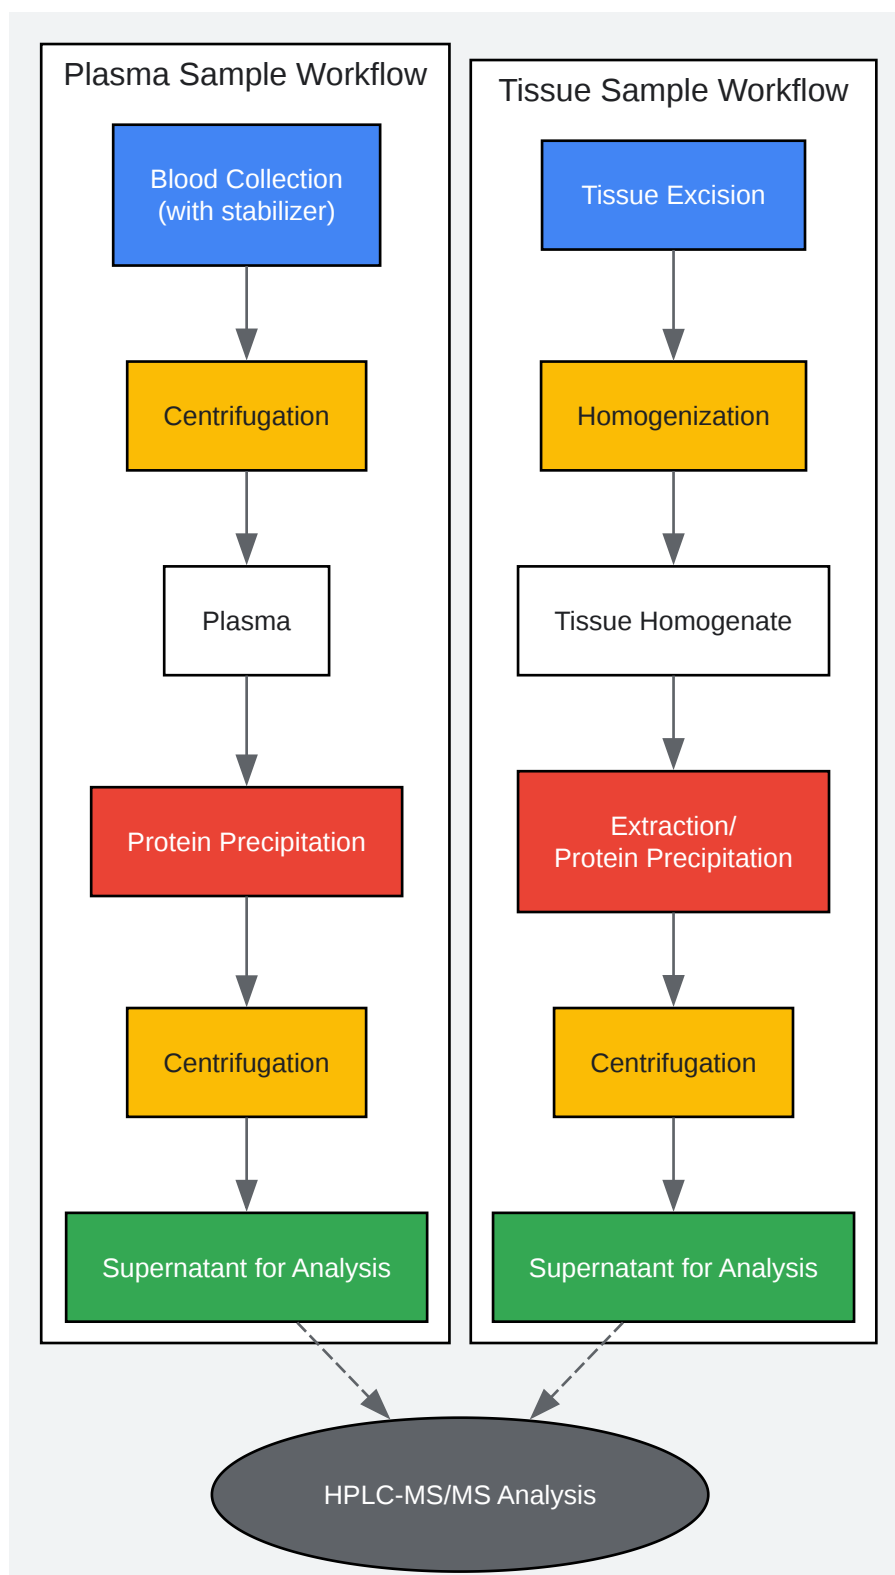 Plasma Sample Workflow
Blood Collection
(with stabilizer)
Centrifugation
Plasma
Protein Precipitation
Centrifugation
Supernatant for Analysis
Tissue Sample Workflow
Tissue Excision
Homogenization
Tissue Homogenate
Extraction/
Protein Precipitation
Centrifugation
Supernatant for Analysis
HPLC-MS/MS Analysis